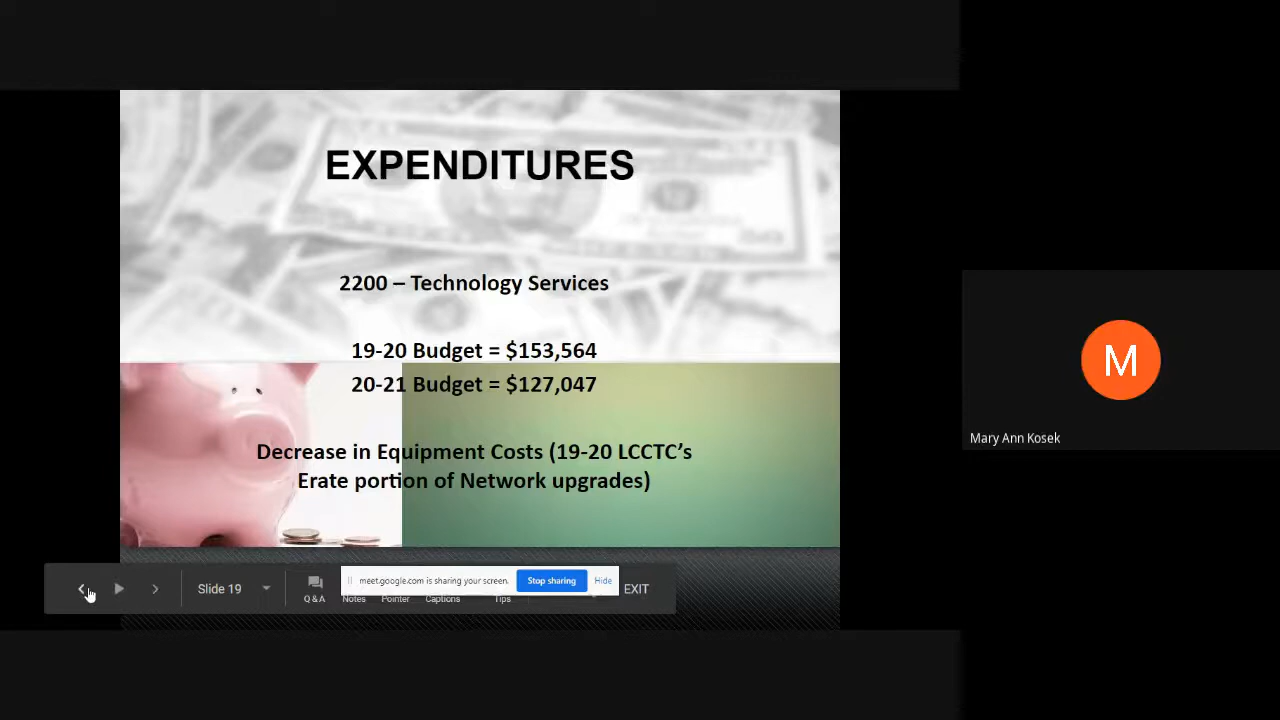 EXPENDITURES
2200 – Technology Services
19-20 Budget = $153,564
20-21 Budget = $127,047
Decrease in Equipment Costs (19-20 LCCTC's
Erate portion of Network upgrades)
M
Mary Ann Kosek
meet.google.com is sharing your screen.
Stop sharing
Hide
Slide 19
EXIT
Q&A
Notes
Pointer
Captions
Tips